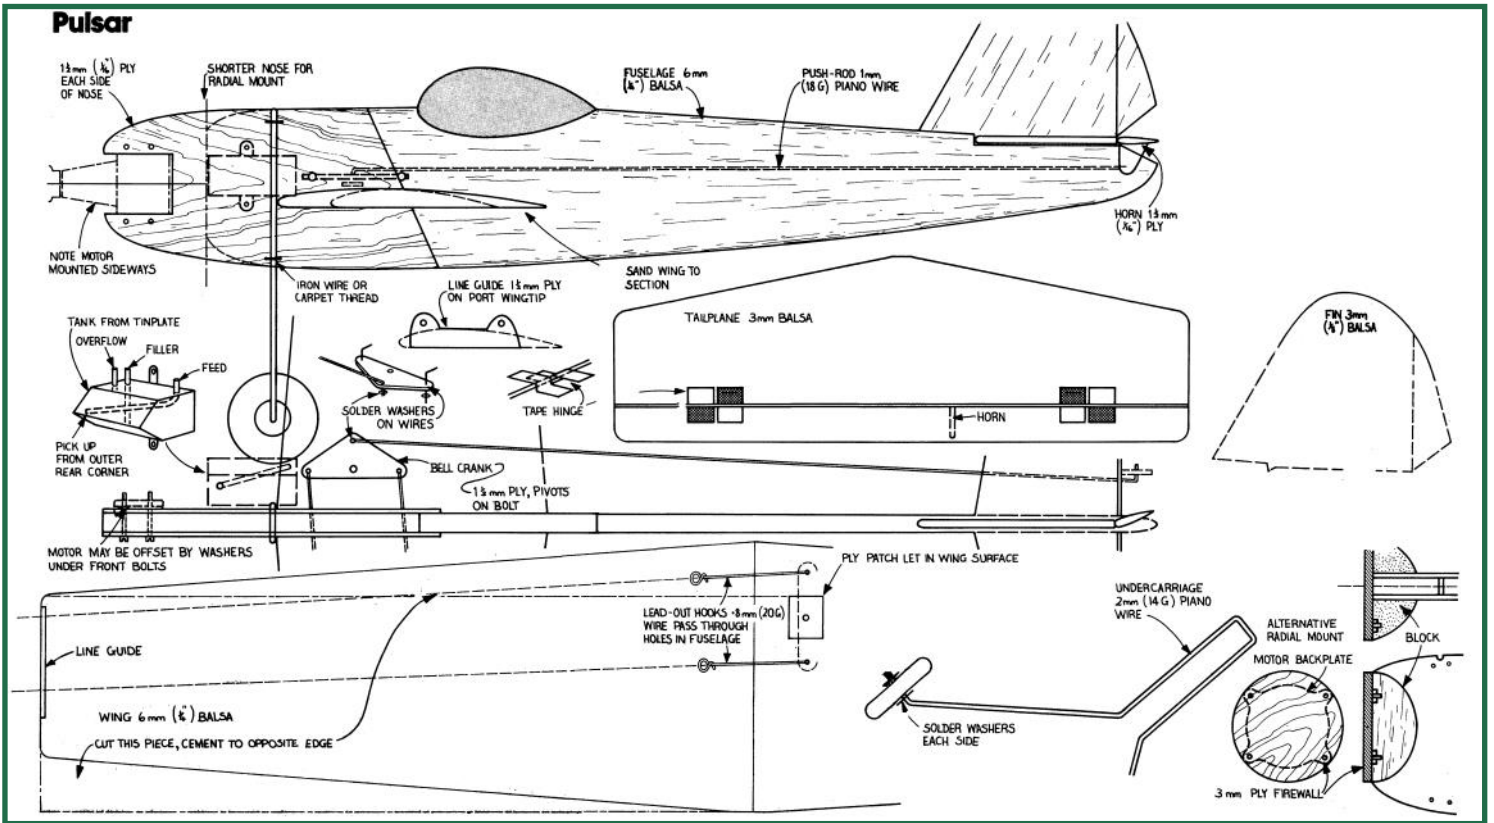 Pulsar
1½mm (1/16") PLY
EACH SIDE
OF NOSE
SHORTER NOSE FOR
RADIAL MOUNT
FUSELAGE 6mm
(¼") BALSA
PUSH-ROD 1mm
(18G) PIANO WIRE
NOTE MOTOR
MOUNTED SIDEWAYS
HORN 1½mm
(1/16") PLY
IRON WIRE OR
CARPET THREAD
LINE GUIDE 1½mm PLY
ON PORT WINGTIP
SAND WING TO
SECTION
TANK FROM TINPLATE
OVERFLOW
FILLER
FEED
PICK UP
FROM OUTER
REAR CORNER
SOLDER WASHERS
ON WIRES
TAPE HINGE
TAILPLANE 3mm BALSA
HORN
FIN 3mm
(⅛") BALSA
BELL CRANK
1½mm PLY, PIVOTS
ON BOLT
MOTOR MAY BE OFFSET BY WASHERS
UNDER FRONT BOLTS
PLY PATCH LET IN WING SURFACE
LEAD-OUT HOOKS ·8mm (20G)
WIRE PASS THROUGH
HOLES IN FUSELAGE
LINE GUIDE
WING 6mm (¼") BALSA
CUT THIS PIECE, CEMENT TO OPPOSITE EDGE
UNDERCARRIAGE
2mm (14G) PIANO
WIRE
SOLDER WASHERS
EACH SIDE
ALTERNATIVE
RADIAL MOUNT
BLOCK
MOTOR BACKPLATE
3mm PLY FIREWALL